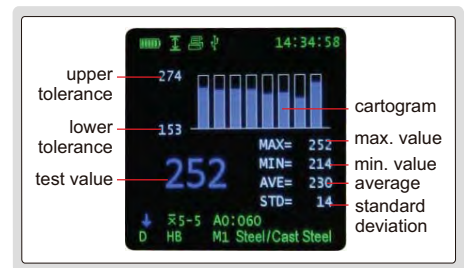 14:34:58
upper
tolerance
274
cartogram
lower
tolerance
153
MAX= 252
max. value
MIN= 214
min. value
test value
252
AVE= 230
average
STD= 14
standard
deviation
x̅5-5 A0:060
D HB M1 Steel/Cast Steel